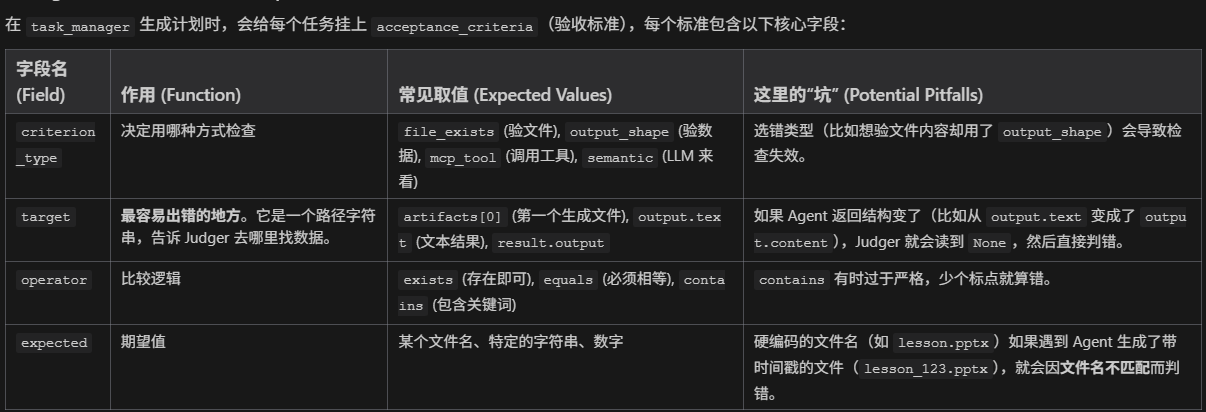 在 task_manager 生成计划时，会给每个任务挂上 acceptance_criteria（验收标准），每个标准包含以下核心字段：
字段名
(Field)
作用 (Function)
常见取值 (Expected Values)
这里的“坑” (Potential Pitfalls)
criterion
_type
决定用哪种方式检查
file_exists (验文件), output_shape (验数
据), mcp_tool (调用工具), semantic (LLM 来
看)
选错类型（比如想验文件内容却用了 output_shape）会导致检
查失效。
target
最容易出错的地方。它是一个路径字符
串，告诉 Judger 去哪里找数据。
artifacts[0] (第一个生成文件), output.tex
t (文本结果), result.output
如果 Agent 返回结构变了（比如从 output.text 变成了 outpu
t.content），Judger 就会读到 None，然后直接判错。
operator
比较逻辑
exists (存在即可), equals (必须相等), conta
ins (包含关键词)
contains 有时过于严格，少个标点就算错。
expected
期望值
某个文件名、特定的字符串、数字
硬编码的文件名（如 lesson.pptx）如果遇到 Agent 生成了带
时间戳的文件（lesson_123.pptx），就会因文件名不匹配而判
错。